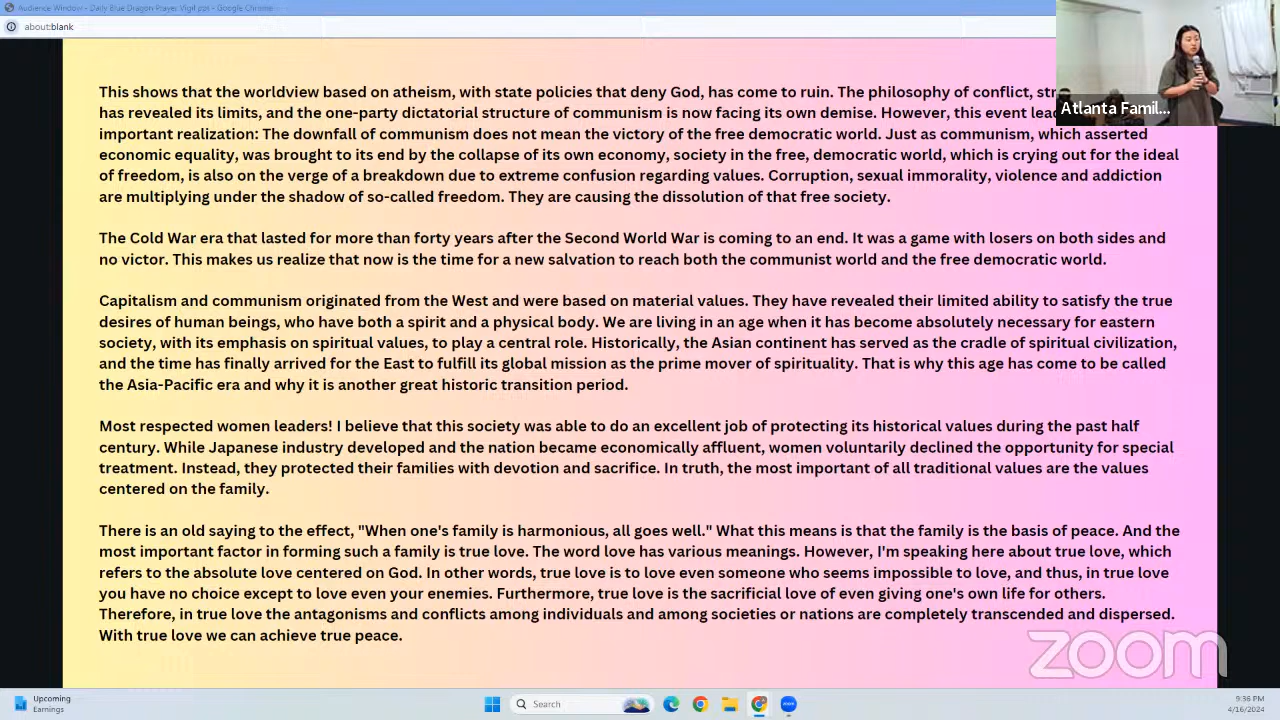 Audience Window - Daily Blue Dragon Prayer Vigil.ppt - Google Chrome
about:blank
Atlanta Famil...
This shows that the worldview based on atheism, with state policies that deny God, has come to ruin. The philosophy of conflict,
has revealed its limits, and the one-party dictatorial structure of communism is now facing its own demise. However, this event
important realization: The downfall of communism does not mean the victory of the free democratic world. Just as communism, which asserted
economic equality, was brought to its end by the collapse of its own economy, society in the free, democratic world, which is crying out for the ideal
of freedom, is also on the verge of a breakdown due to extreme confusion regarding values. Corruption, sexual immorality, violence and addiction
are multiplying under the shadow of so-called freedom. They are causing the dissolution of that free society.
The Cold War era that lasted for more than forty years after the Second World War is coming to an end. It was a game with losers on both sides and
no victor. This makes us realize that now is the time for a new salvation to reach both the communist world and the free democratic world.
Capitalism and communism originated from the West and were based on material values. They have revealed their limited ability to satisfy the true
desires of human beings, who have both a spirit and a physical body. We are living in an age when it has become absolutely necessary for eastern
society, with its emphasis on spiritual values, to play a central role. Historically, the Asian continent has served as the cradle of spiritual civilization,
and the time has finally arrived for the East to fulfill its global mission as the prime mover of spirituality. That is why this age has come to be called
the Asia-Pacific era and why it is another great historic transition period.
Most respected women leaders! I believe that this society was able to do an excellent job of protecting its historical values during the past half
century. While Japanese industry developed and the nation became economically affluent, women voluntarily declined the opportunity for special
treatment. Instead, they protected their families with devotion and sacrifice. In truth, the most important of all traditional values are the values
centered on the family.
There is an old saying to the effect, "When one's family is harmonious, all goes well." What this means is that the family is the basis of peace. And the
most important factor in forming such a family is true love. The word love has various meanings. However, I'm speaking here about true love, which
refers to the absolute love centered on God. In other words, true love is to love even someone who seems impossible to love, and thus, in true love
you have no choice except to love even your enemies. Furthermore, true love is the sacrificial love of even giving one's own life for others.
Therefore, in true love the antagonisms and conflicts among individuals and among societies or nations are completely transcended and dispersed.
With true love we can achieve true peace.
zoom
Upcoming
Earnings
Search
zoom
9:36 PM
4/16/2024